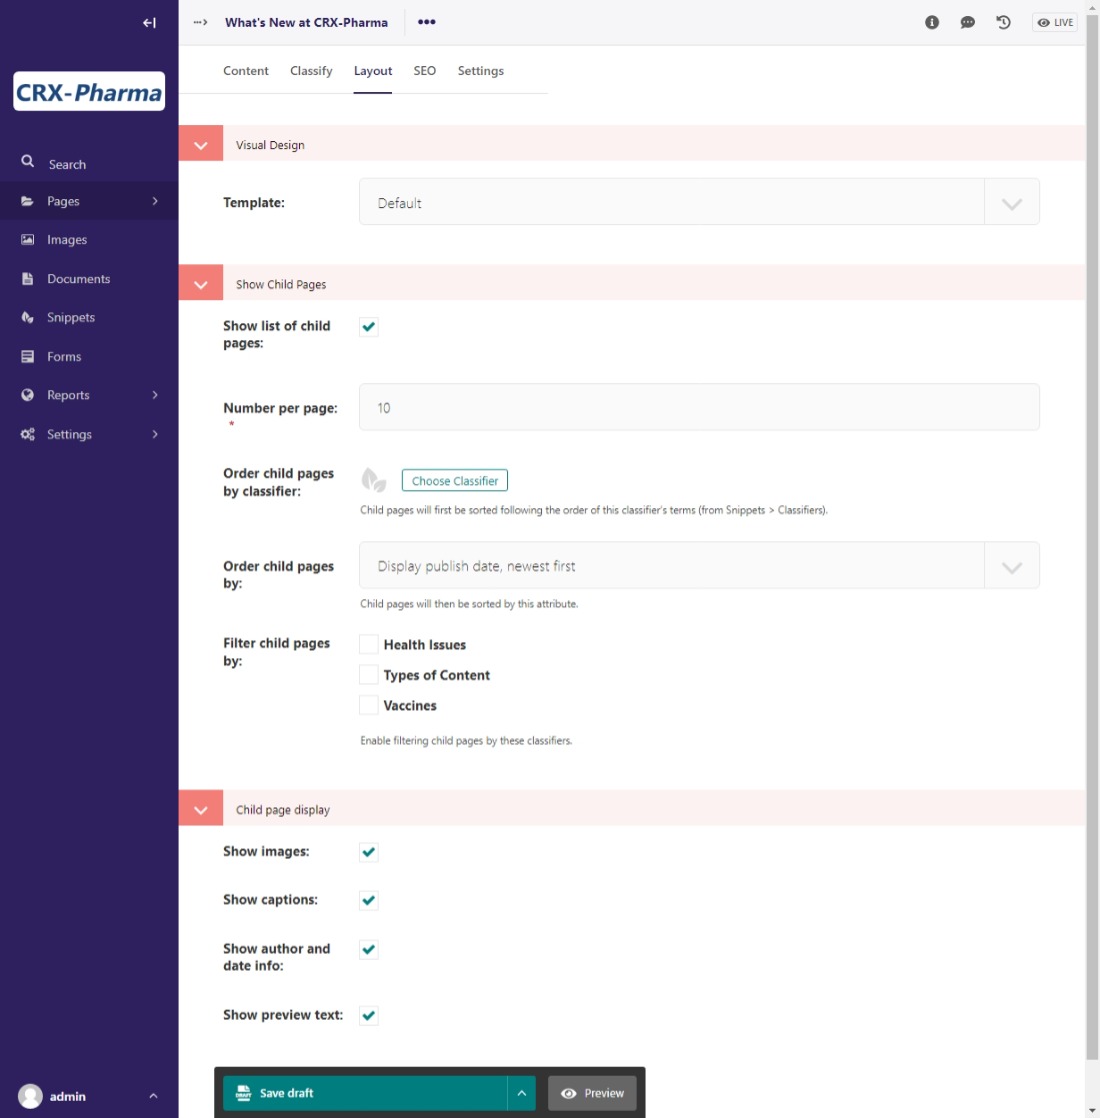 What's New at CRX-Pharma
LIVE
CRX-Pharma
Content Classify Layout SEO Settings
Search
Pages
Images
Documents
Snippets
Forms
Reports
Settings
Visual Design
Template:
Default
Show Child Pages
Show list of child
pages:
Number per page:
*
10
Order child pages
by classifier:
Choose Classifier
Child pages will first be sorted following the order of this classifier's terms (from Snippets > Classifiers).
Order child pages
by:
Display publish date, newest first
Child pages will then be sorted by this attribute.
Filter child pages
by:
Health Issues
Types of Content
Vaccines
Enable filtering child pages by these classifiers.
Child page display
Show images:
Show captions:
Show author and
date info:
Show preview text:
admin
DRAFT
Save draft
Preview